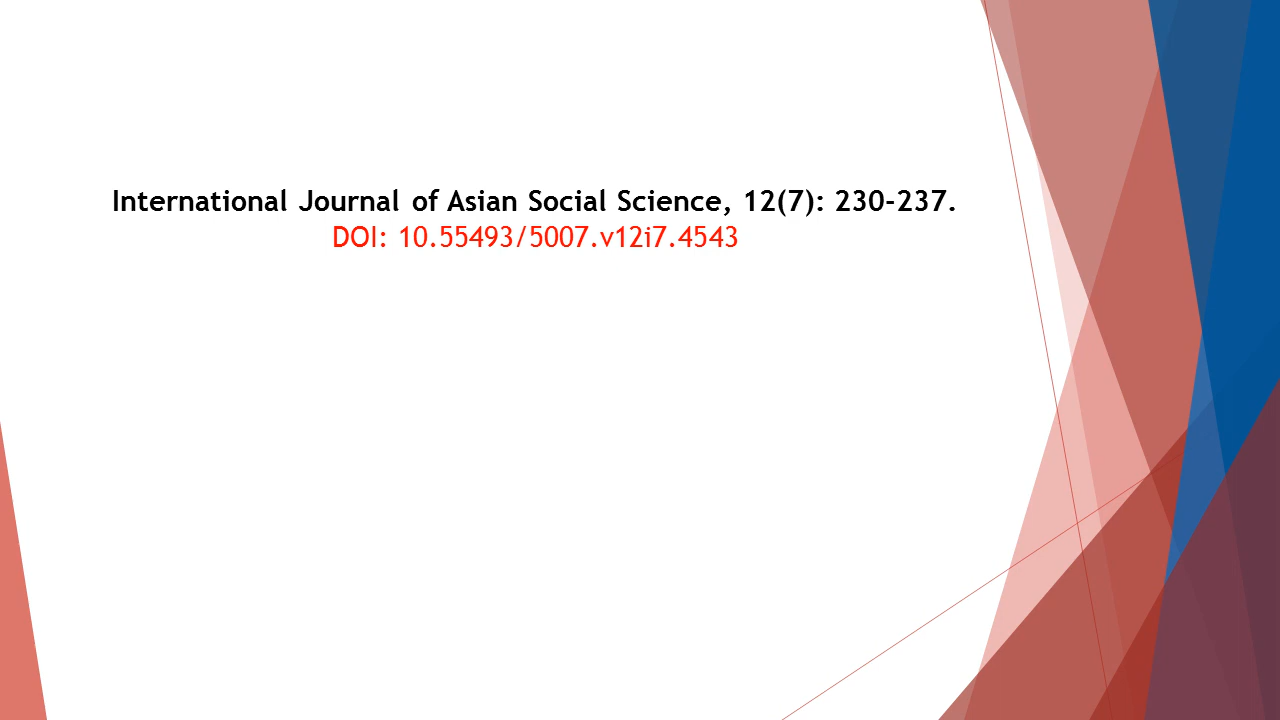 International Journal of Asian Social Science, 12(7): 230-237.
DOI: 10.55493/5007.v12i7.4543